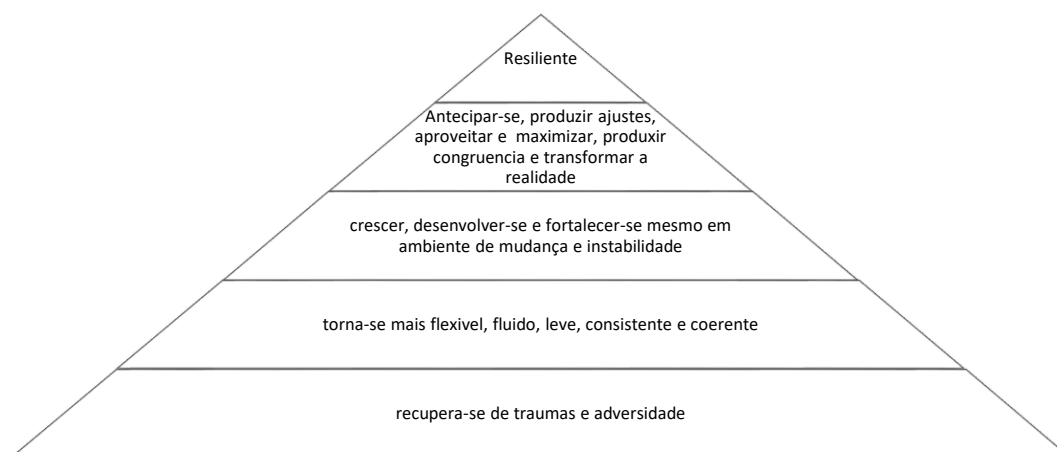 Resiliente
Antecipar-se, produzir ajustes,
aproveitar e maximizar, produxir
congruencia e transformar a
realidade
crescer, desenvolver-se e fortalecer-se mesmo em
ambiente de mudança e instabilidade
torna-se mais flexivel, fluido, leve, consistente e coerente
recupera-se de traumas e adversidade